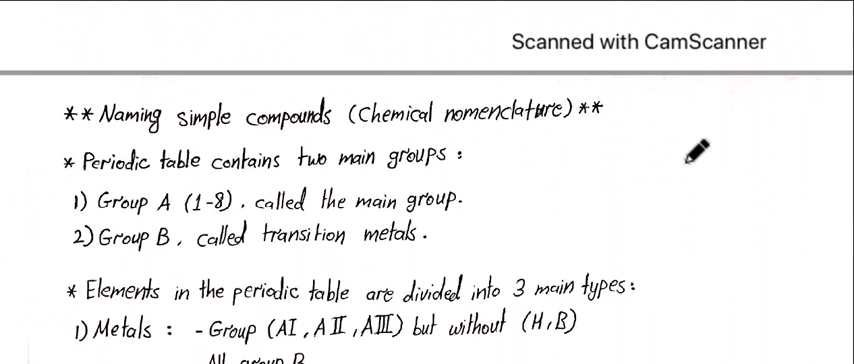 Scanned with CamScanner
** Naming simple compounds (Chemical nomenclature) **
* Periodic table contains two main groups :
1) Group A (1-8) . called the main group.
2) Group B . called transition metals .
* Elements in the periodic table are divided into 3 main types :
1) Metals : - Group (AI , AII , AIII) but without (H, B)
All group B